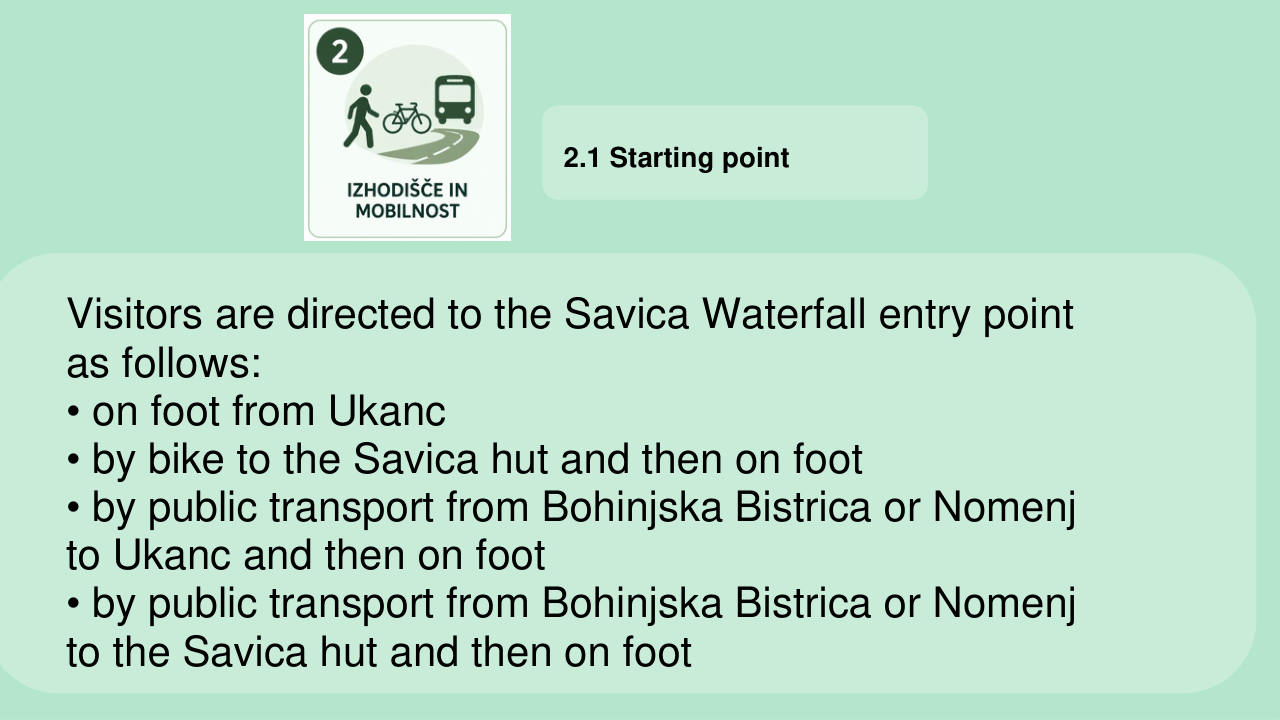 2
IZHODIŠČE IN
MOBILNOST
2.1 Starting point
Visitors are directed to the Savica Waterfall entry point
as follows:
• on foot from Ukanc
• by bike to the Savica hut and then on foot
• by public transport from Bohinjska Bistrica or Nomenj
to Ukanc and then on foot
• by public transport from Bohinjska Bistrica or Nomenj
to the Savica hut and then on foot